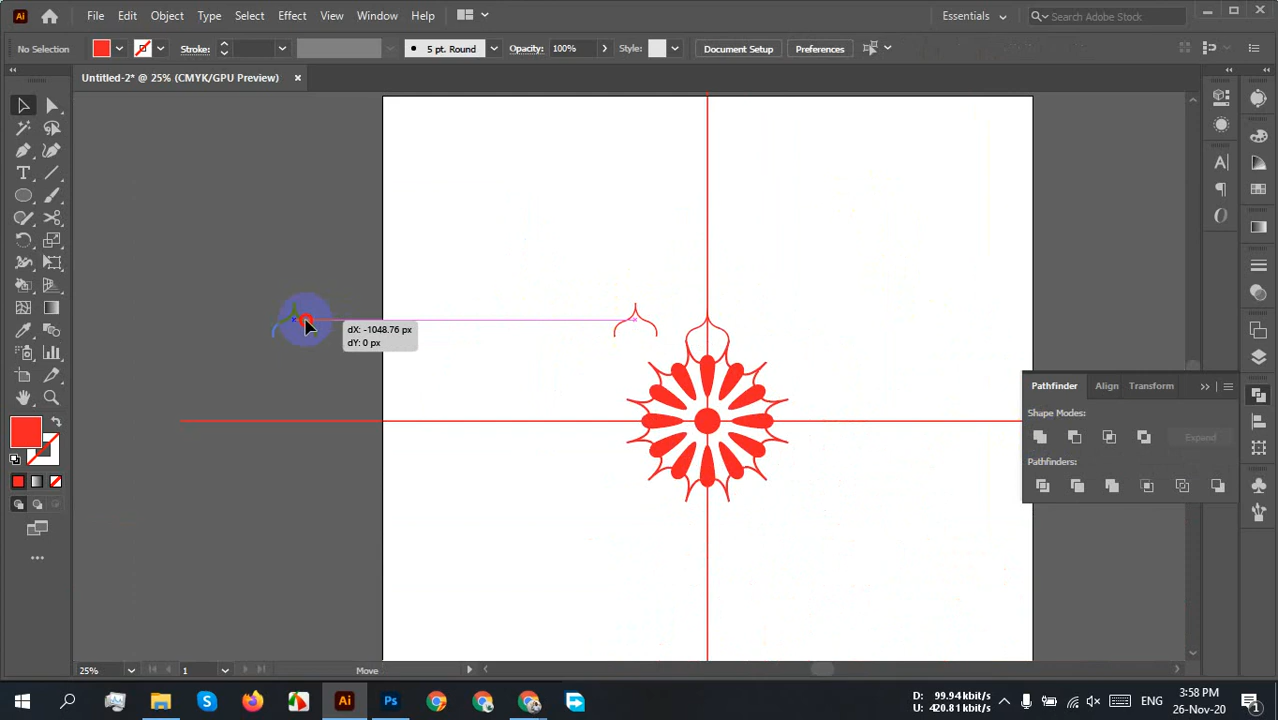 Ai
File
Edit
Object
Type
Select
Effect
View
Window
Help
Essentials
Search Adobe Stock
No Selection
Stroke:
5 pt. Round
Opacity:
100%
Style:
Document Setup
Preferences
Untitled-2* @ 25% (CMYK/GPU Preview)
dX: -1048.76 px
dY: 0 px
Pathfinder
Align
Transform
Shape Modes:
Expand
Pathfinders:
25%
1
Move
Ai
Ps
D: 99.94 kbit/s
U: 420.81 kbit/s
ENG
3:58 PM
26-Nov-20
1